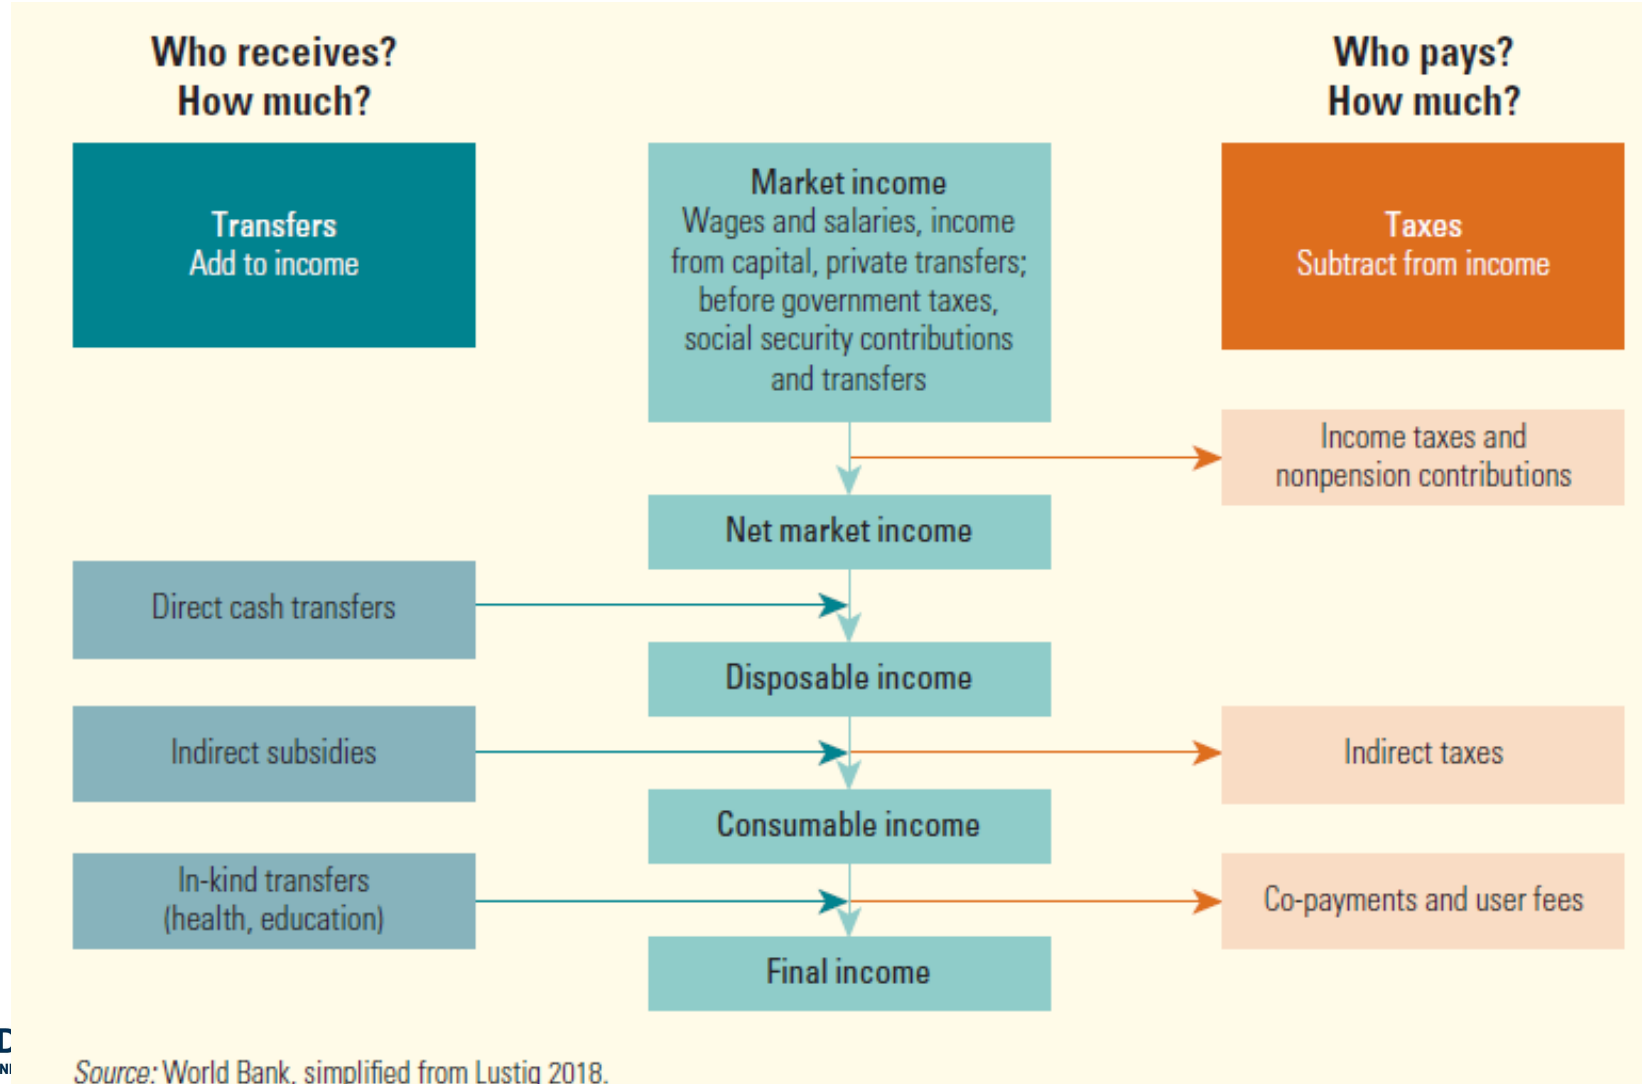 Who receives?
How much?
Who pays?
How much?
Transfers
Add to income
Market income
Wages and salaries, income
from capital, private transfers;
before government taxes,
social security contributions
and transfers
Taxes
Subtract from income
Income taxes and
nonpension contributions
Net market income
Direct cash transfers
Disposable income
Indirect subsidies
Indirect taxes
Consumable income
In-kind transfers
(health, education)
Co-payments and user fees
Final income
Source: World Bank, simplified from Lustig 2018.